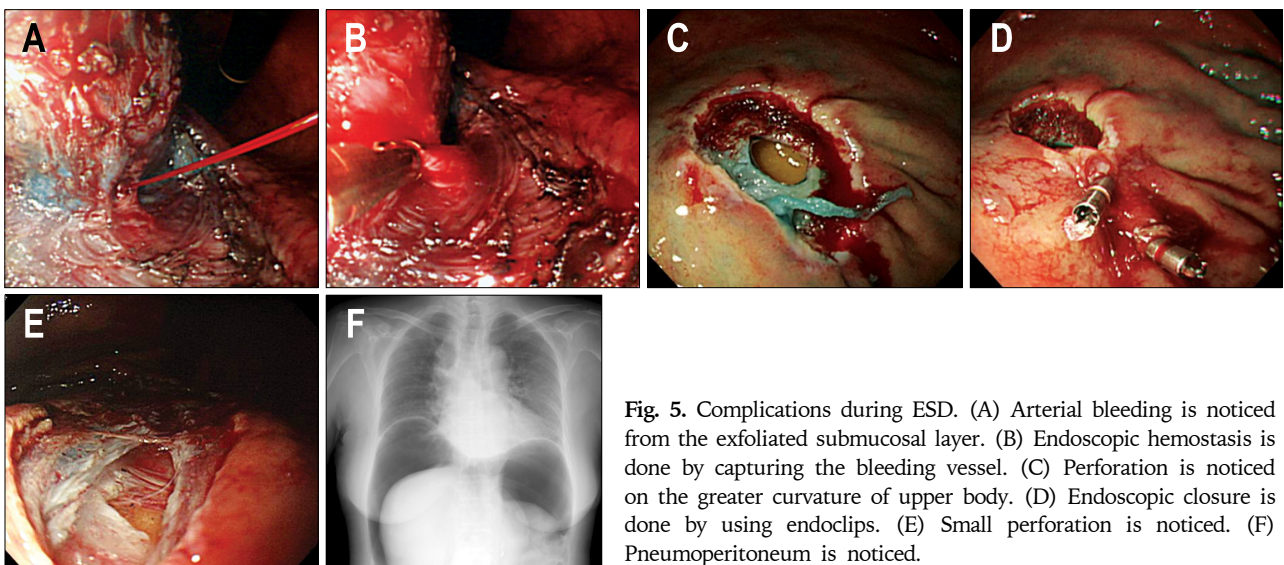 A
B
C
D
E
F
Fig. 5. Complications during ESD. (A) Arterial bleeding is noticed
from the exfoliated submucosal layer. (B) Endoscopic hemostasis is
done by capturing the bleeding vessel. (C) Perforation is noticed
on the greater curvature of upper body. (D) Endoscopic closure is
done by using endoclips. (E) Small perforation is noticed. (F)
Pneumoperitoneum is noticed.